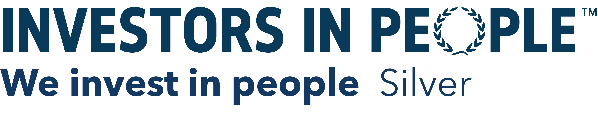 INVESTORS IN PEOPLE™
We invest in people Silver